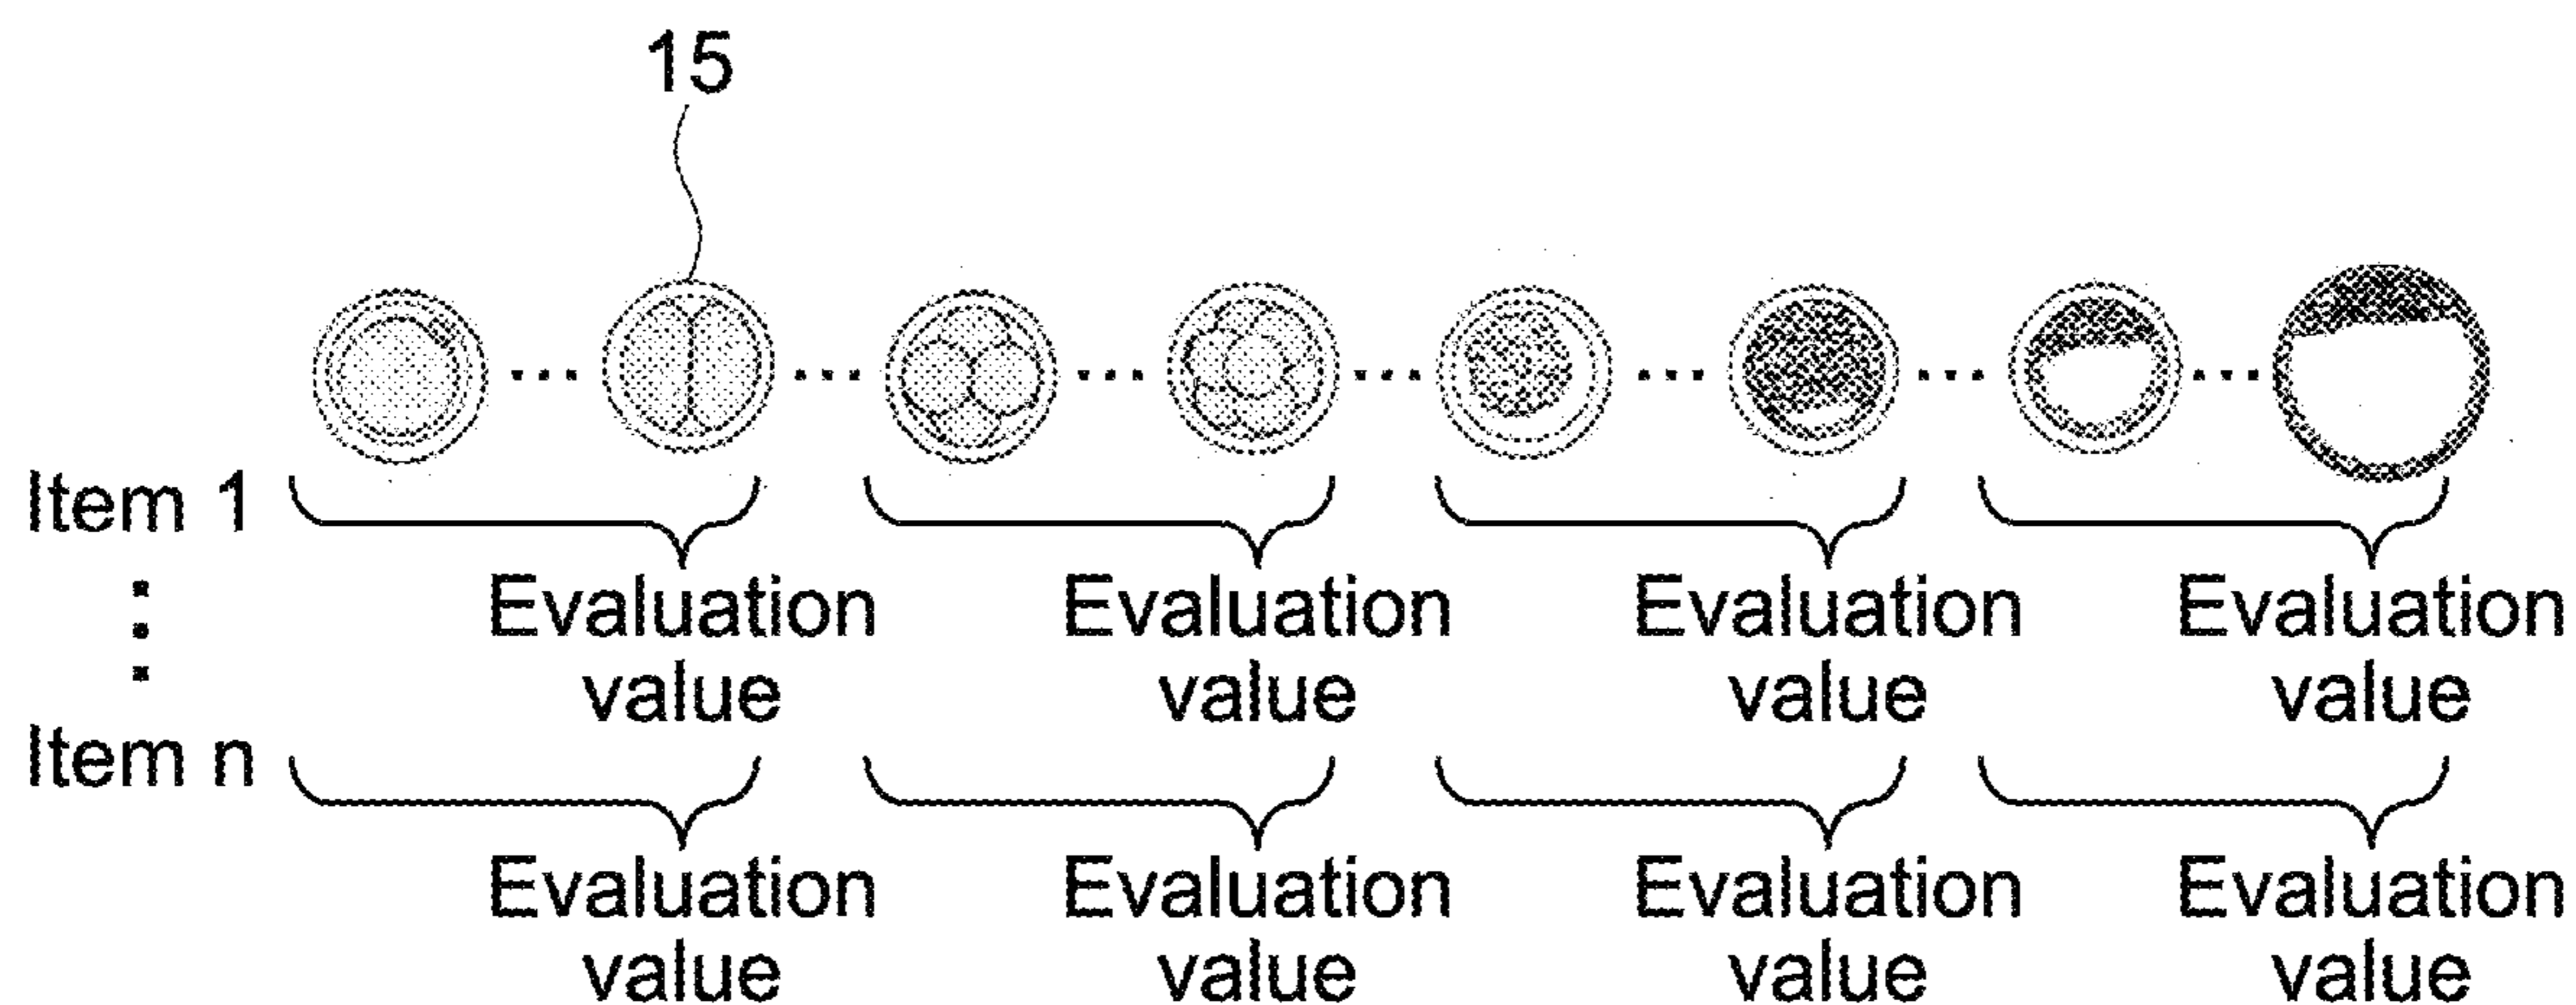 15
... ... ... ... ... ... ...
Item 1
Evaluation Evaluation Evaluation Evaluation
value value value value
Item n
Evaluation Evaluation Evaluation Evaluation
value value value value